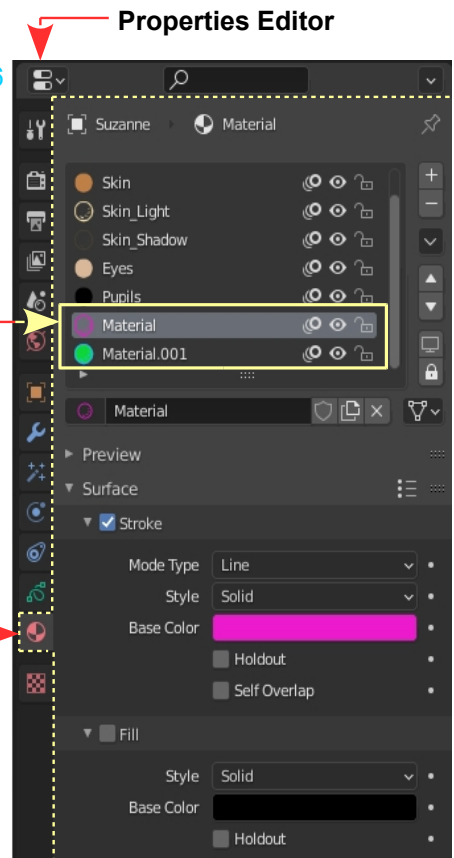 Properties Editor
Suzanne Material
Skin
Skin_Light
Skin_Shadow
Eyes
Pupils
Material
Material.001
Material
Preview
Surface
Stroke
Mode Type Line
Style Solid
Base Color
Holdout
Self Overlap
Fill
Style Solid
Base Color
Holdout